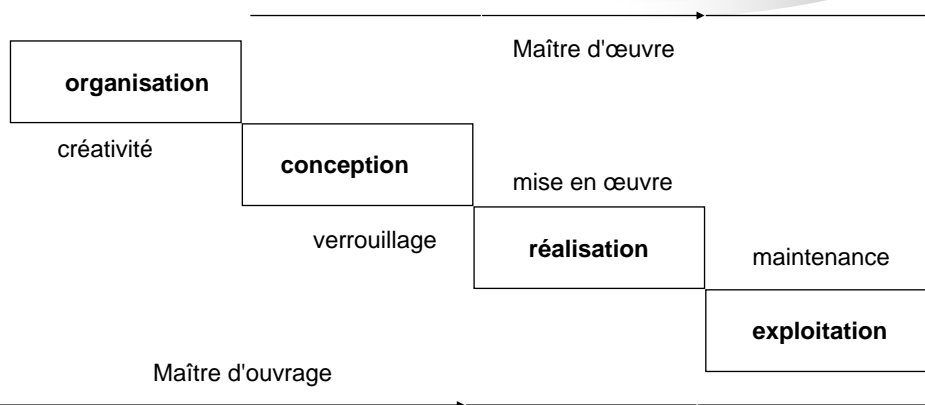 Maître d'œuvre
organisation
créativité
conception
mise en œuvre
verrouillage
réalisation
maintenance
exploitation
Maître d'ouvrage